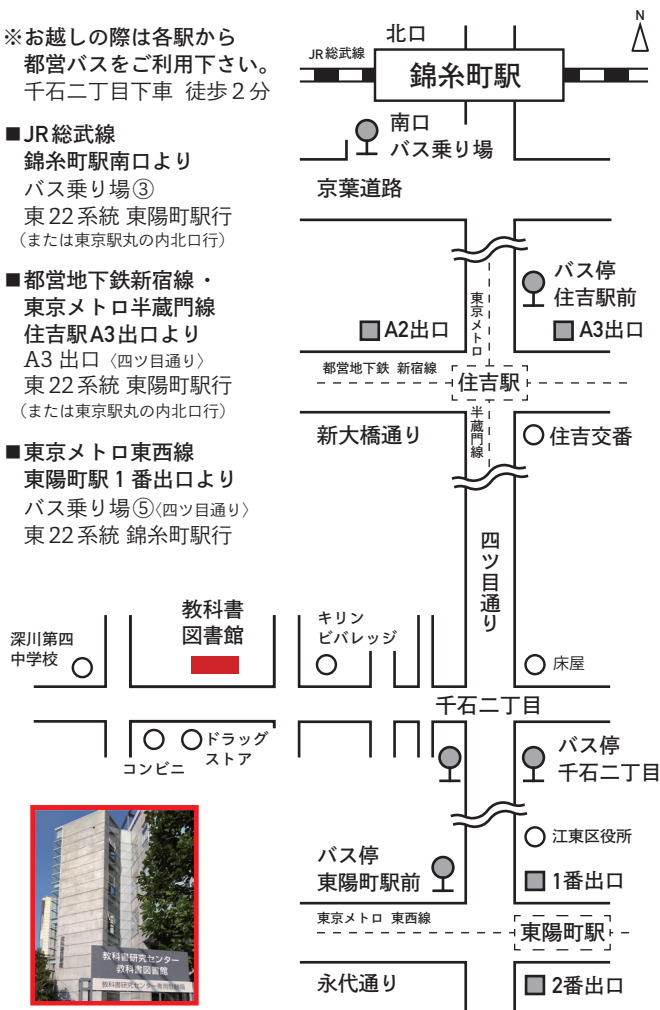 ※お越しの際は各駅から
都営バスをご利用下さい。
千石二丁目下車 徒歩2分
■JR総武線
錦糸町駅南口より
バス乗り場③
東22系統 東陽町駅行
(または東京駅丸の内北口行)
■都営地下鉄新宿線・
東京メトロ半蔵門線
住吉駅A3出口より
A3 出口〈四ツ目通り〉
東22系統 東陽町駅行
(または東京駅丸の内北口行)
■東京メトロ東西線
東陽町駅1番出口より
バス乗り場⑤〈四ツ目通り〉
東22系統 錦糸町駅行
N
北口
JR総武線
錦糸町駅
南口
バス乗り場
京葉道路
バス停
住吉駅前
東京メトロ
A2出口
A3出口
都営地下鉄 新宿線
住吉駅
半蔵門線
新大橋通り
住吉交番
四ツ目通り
教科書
図書館
キリン
ビバレッジ
深川第四
中学校
床屋
千石二丁目
ドラッグ
ストア
コンビニ
バス停
千石二丁目
江東区役所
バス停
東陽町駅前
1番出口
東京メトロ 東西線
東陽町駅
永代通り
2番出口
教科書研究センター
教科書図書館